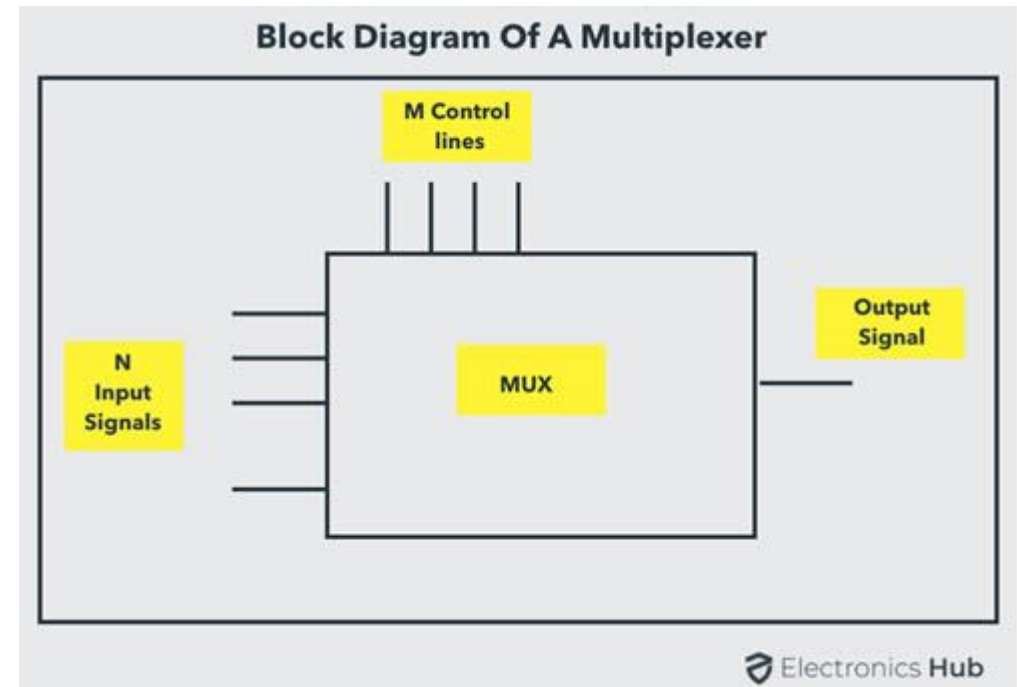 Block Diagram Of A Multiplexer
M Control
lines
N
Input
Signals
MUX
Output
Signal
Electronics Hub